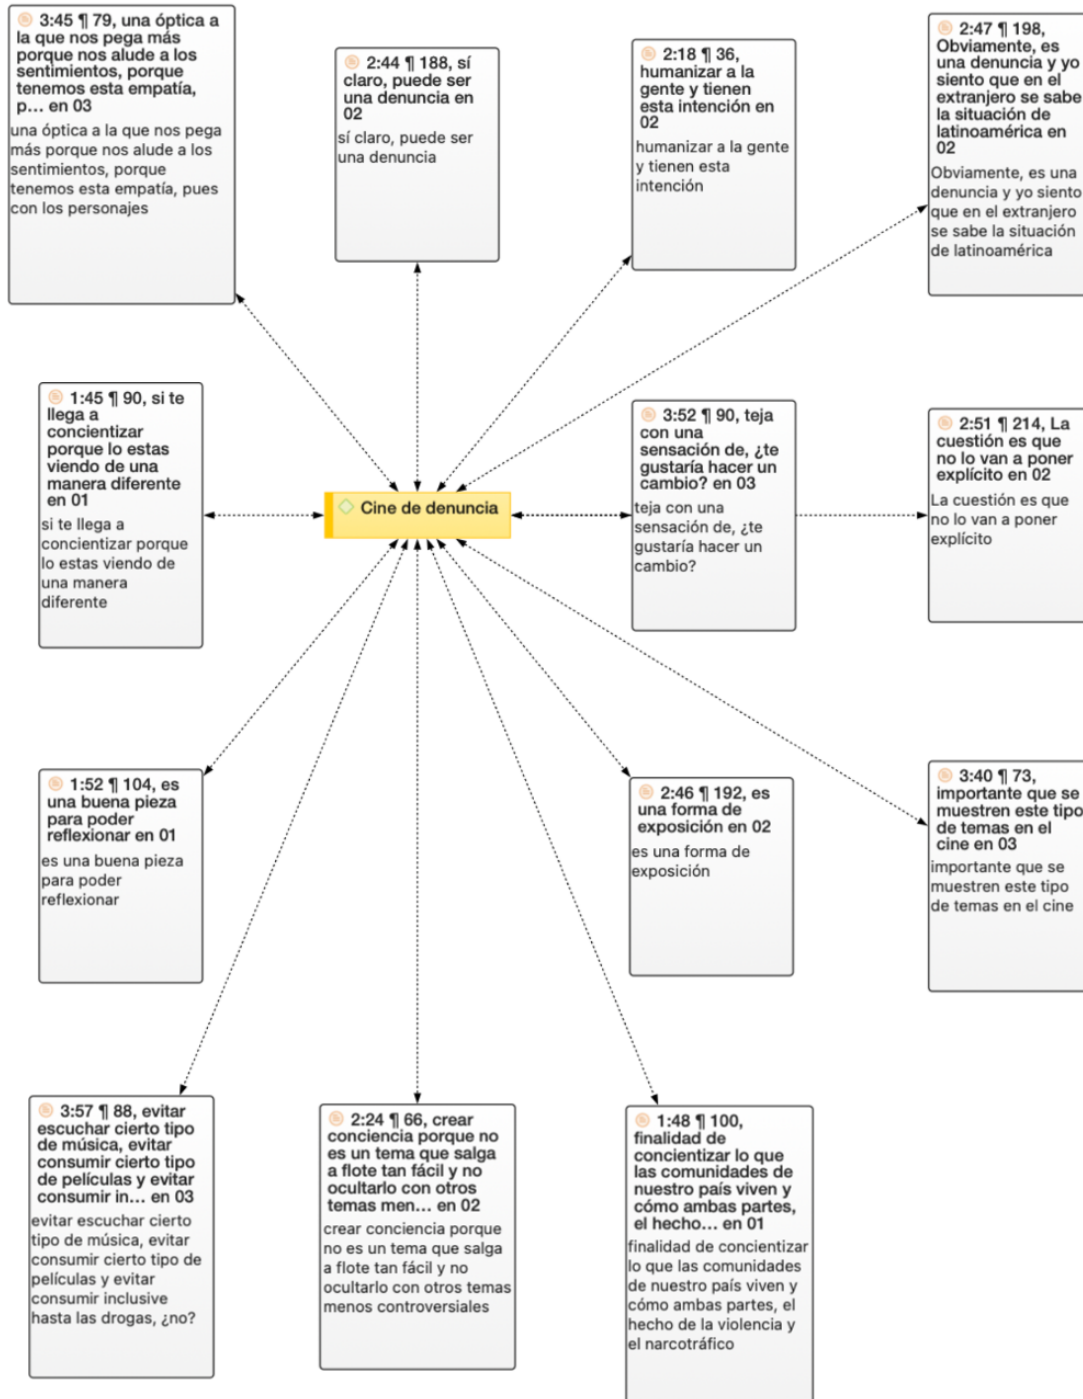 3:45 ¶ 79, una óptica a
la que nos pega más
porque nos alude a los
sentimientos, porque
tenemos esta empatía,
p... en 03
una óptica a la que nos pega
más porque nos alude a los
sentimientos, porque
tenemos esta empatía, pues
con los personajes
2:44 ¶ 188, sí
claro, puede ser
una denuncia en
02
sí claro, puede ser
una denuncia
2:18 ¶ 36,
humanizar a la
gente y tienen
esta intención en
02
humanizar a la gente
y tienen esta
intención
2:47 ¶ 198,
Obviamente, es
una denuncia y yo
siento que en el
extranjero se sabe
la situación de
latinoamérica en
02
Obviamente, es una
denuncia y yo siento
que en el extranjero
se sabe la situación
de latinoamérica
1:45 ¶ 90, si te
llega a
concientizar
porque lo estas
viendo de una
manera diferente
en 01
si te llega a
concientizar porque
lo estas viendo de
una manera
diferente
Cine de denuncia
3:52 ¶ 90, teja
con una
sensación de, ¿te
gustaría hacer un
cambio? en 03
teja con una
sensación de, ¿te
gustaría hacer un
cambio?
2:51 ¶ 214, La
cuestión es que
no lo van a poner
explícito en 02
La cuestión es que
no lo van a poner
explícito
1:52 ¶ 104, es
una buena pieza
para poder
reflexionar en 01
es una buena pieza
para poder
reflexionar
2:46 ¶ 192, es
una forma de
exposición en 02
es una forma de
exposición
3:40 ¶ 73,
importante que se
muestren este tipo
de temas en el
cine en 03
importante que se
muestren este tipo
de temas en el cine
3:57 ¶ 88, evitar
escuchar cierto tipo
de música, evitar
consumir cierto tipo
de películas y evitar
consumir in... en 03
evitar escuchar cierto
tipo de música, evitar
consumir cierto tipo de
películas y evitar
consumir inclusive
hasta las drogas, ¿no?
2:24 ¶ 66, crear
conciencia porque no
es un tema que salga
a flote tan fácil y no
ocultarlo con otros
temas men... en 02
crear conciencia porque
no es un tema que salga
a flote tan fácil y no
ocultarlo con otros temas
menos controversiales
1:48 ¶ 100,
finalidad de
concientizar lo que
las comunidades de
nuestro país viven y
cómo ambas partes,
el hecho... en 01
finalidad de concientizar
lo que las comunidades
de nuestro país viven y
cómo ambas partes, el
hecho de la violencia y
el narcotráfico